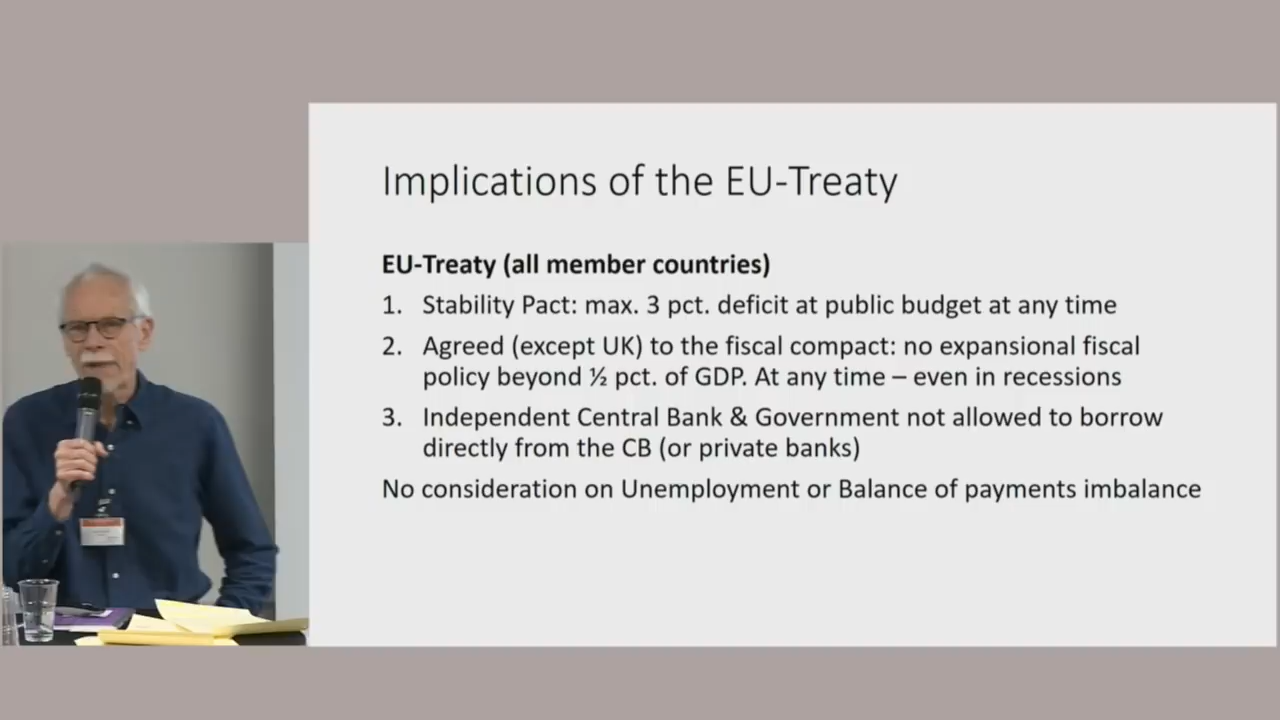 Implications of the EU-Treaty
EU-Treaty (all member countries)
1. Stability Pact: max. 3 pct. deficit at public budget at any time
2. Agreed (except UK) to the fiscal compact: no expansional fiscal
policy beyond ½ pct. of GDP. At any time – even in recessions
3. Independent Central Bank & Government not allowed to borrow
directly from the CB (or private banks)
No consideration on Unemployment or Balance of payments imbalance